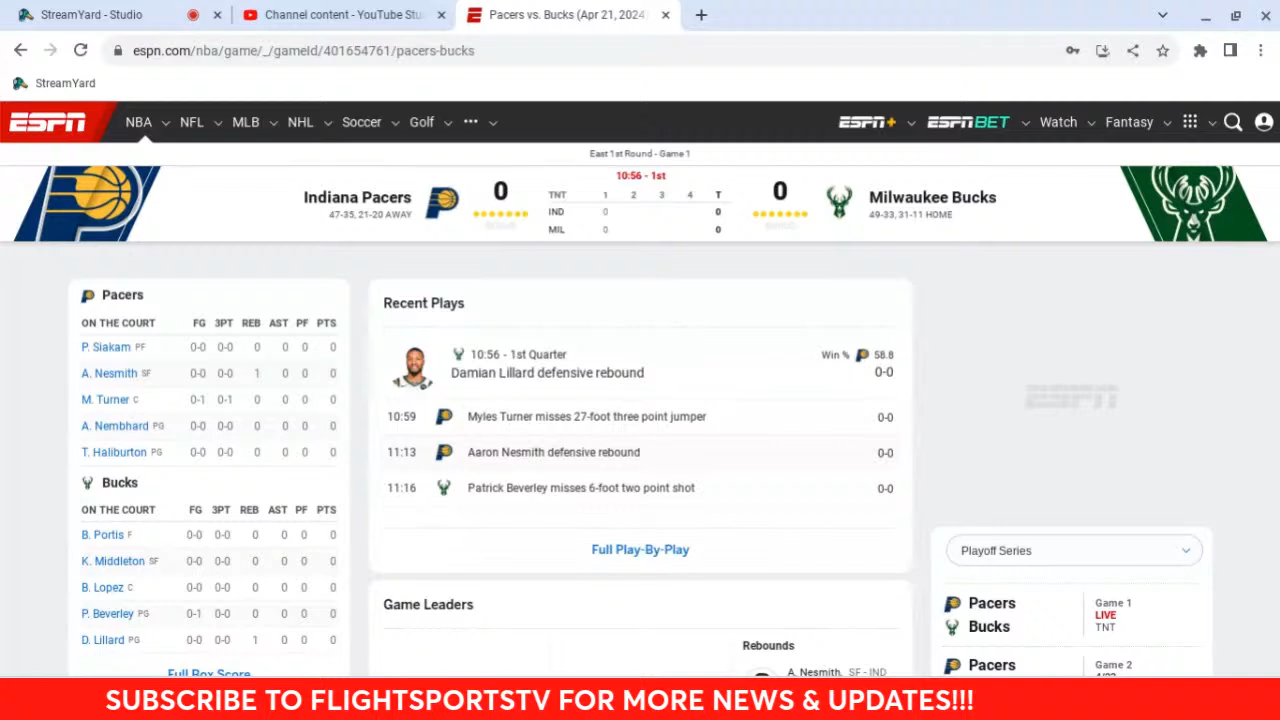 StreamYard - Studio
Channel content - YouTube Stu
Pacers vs. Bucks (Apr 21, 2024
espn.com/nba/game/_/gameId/401654761/pacers-bucks
StreamYard
ESPN NBA NFL MLB NHL Soccer Golf ••• ESPN+ ESPN BET Watch Fantasy
East 1st Round - Game 1
10:56 - 1st
Indiana Pacers
47-35, 21-20 AWAY
0
TNT 1 2 3 4 T
IND 0 0
MIL 0 0
0
Milwaukee Bucks
49-33, 31-11 HOME
Pacers
ON THE COURT FG 3PT REB AST PF PTS
P. Siakam PF 0-0 0-0 0 0 0 0
A. Nesmith SF 0-0 0-0 1 0 0 0
M. Turner C 0-1 0-1 0 0 0 0
A. Nembhard PG 0-0 0-0 0 0 0 0
T. Haliburton PG 0-0 0-0 0 0 0 0
Bucks
ON THE COURT FG 3PT REB AST PF PTS
B. Portis F 0-0 0-0 0 0 0 0
K. Middleton SF 0-0 0-0 0 0 0 0
B. Lopez C 0-0 0-0 0 0 0 0
P. Beverley PG 0-1 0-0 0 0 0 0
D. Lillard PG 0-0 0-0 1 0 0 0
Full Box Score
Recent Plays
10:56 - 1st Quarter Win % 58.8
Damian Lillard defensive rebound 0-0
10:59 Myles Turner misses 27-foot three point jumper 0-0
11:13 Aaron Nesmith defensive rebound 0-0
11:16 Patrick Beverley misses 6-foot two point shot 0-0
Full Play-By-Play
Game Leaders
Rebounds
A. Nesmith, SF - IND
ESPN
Playoff Series
Pacers Game 1
LIVE
Bucks TNT
Pacers Game 2
SUBSCRIBE TO FLIGHTSPORTSTV FOR MORE NEWS & UPDATES!!!